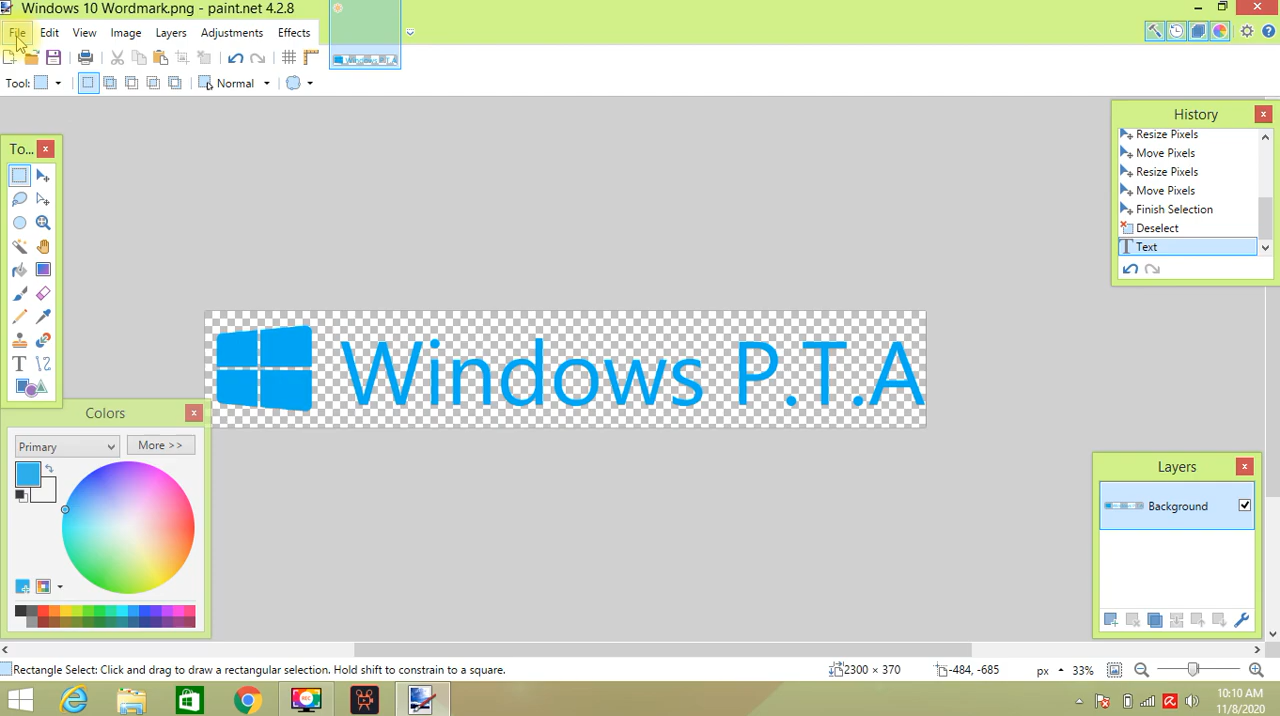 Windows 10 Wordmark.png - paint.net 4.2.8
File Edit View Image Layers Adjustments Effects
Tool: Normal
To...
History
Resize Pixels
Move Pixels
Resize Pixels
Move Pixels
Finish Selection
Deselect
Text
Windows P.T.A
Colors
Primary
More >>
Layers
Background
Rectangle Select: Click and drag to draw a rectangular selection. Hold shift to constrain to a square.
2300 × 370
-484, -685
px
33%
REC
10:10 AM
11/8/2020